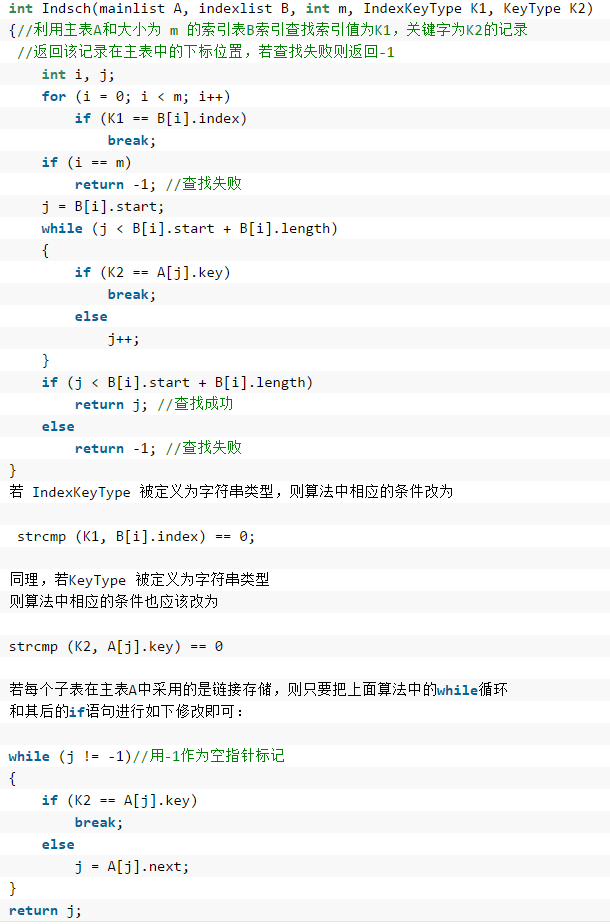 int Indsch(mainlist A, indexlist B, int m, IndexKeyType K1, KeyType K2)
{//利用主表A和大小为 m 的索引表B索引查找索引值为K1，关键字为K2的记录
//返回该记录在主表中的下标位置，若查找失败则返回-1
int i, j;
for (i = 0; i < m; i++)
if (K1 == B[i].index)
break;
if (i == m)
return -1; //查找失败
j = B[i].start;
while (j < B[i].start + B[i].length)
{
if (K2 == A[j].key)
break;
else
j++;
}
if (j < B[i].start + B[i].length)
return j; //查找成功
else
return -1; //查找失败
}
若 IndexKeyType 被定义为字符串类型，则算法中相应的条件改为
strcmp (K1, B[i].index) == 0;
同理，若KeyType 被定义为字符串类型
则算法中相应的条件也应该改为
strcmp (K2, A[j].key) == 0
若每个子表在主表A中采用的是链接存储，则只要把上面算法中的while循环
和其后的if语句进行如下修改即可：
while (j != -1)//用-1作为空指针标记
{
if (K2 == A[j].key)
break;
else
j = A[j].next;
}
return j;